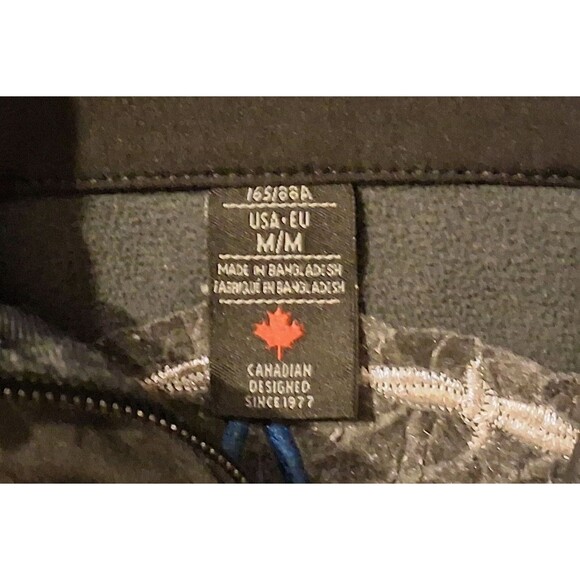 165/88A
USA•EU
M/M
MADE IN BANGLADESH
FABRIQUÉ EN BANGLADESH
CANADIAN
DESIGNED
SINCE 1977